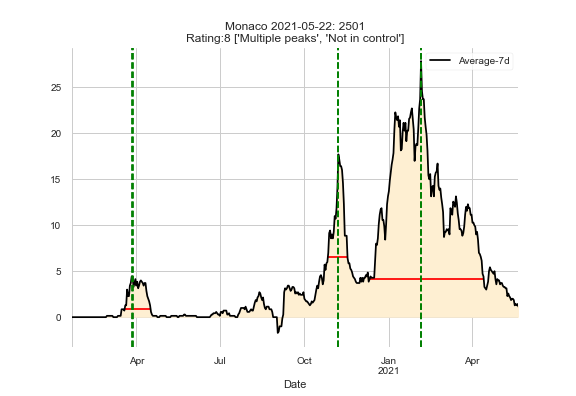 Monaco 2021-05-22: 2501
Rating:8 ['Multiple peaks', 'Not in control']
Average-7d
25
20
15
10
5
0
Apr
Jul
Oct
Jan
2021
Apr
Date